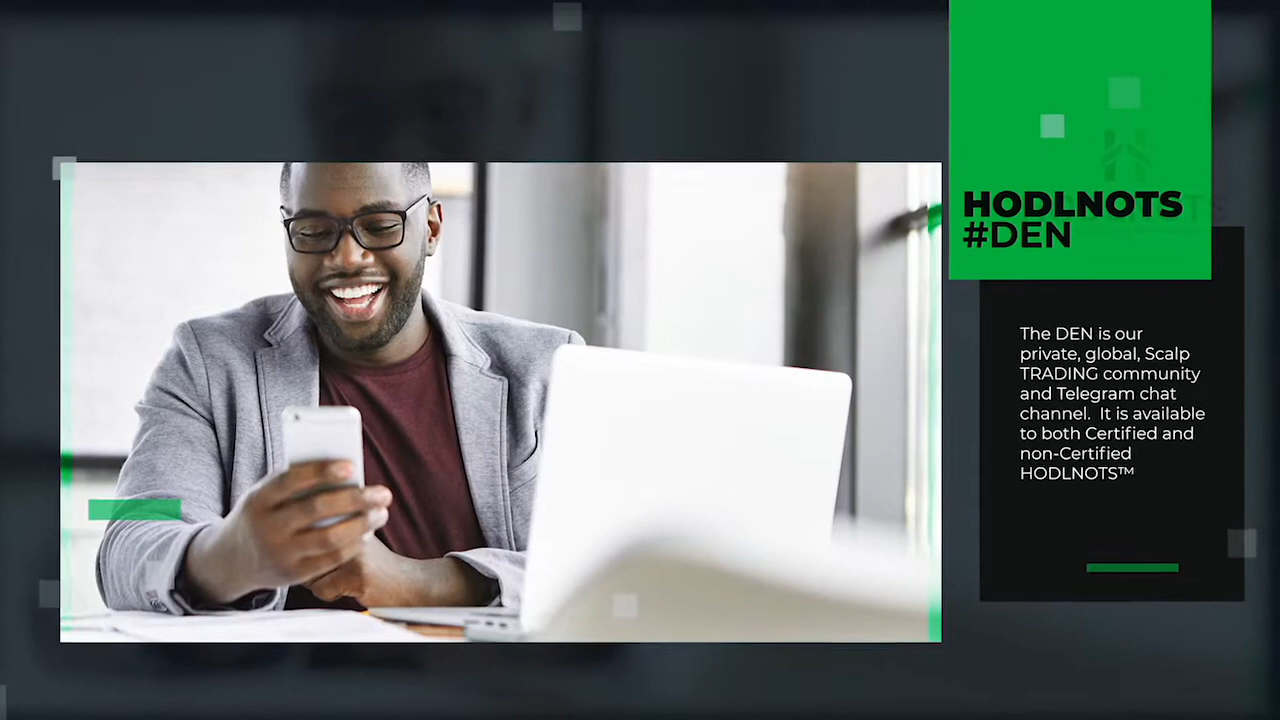 HODLNOTS
#DEN
The DEN is our
private, global, Scalp
TRADING community
and Telegram chat
channel.  It is available
to both Certified and
non-Certified
HODLNOTS™